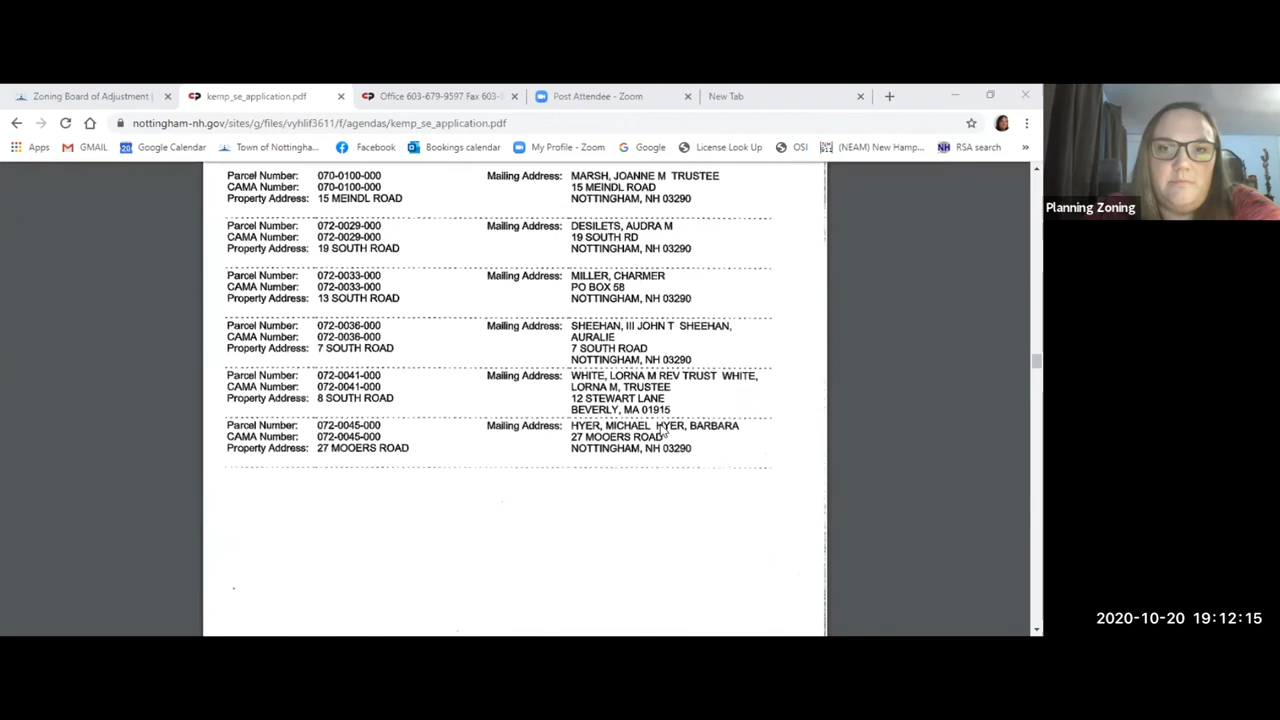 Zoning Board of Adjustment |
kemp_se_application.pdf
Office 603-679-9597 Fax 603-
Post Attendee - Zoom
New Tab
nottingham-nh.gov/sites/g/files/vyhlif3611/f/agendas/kemp_se_application.pdf
Apps GMAIL Google Calendar Town of Nottingha... Facebook Bookings calendar My Profile - Zoom Google License Look Up OSI (NEAM) New Hamp... RSA search »
Parcel Number: 070-0100-000 Mailing Address: MARSH, JOANNE M TRUSTEE
CAMA Number: 070-0100-000 15 MEINDL ROAD
Property Address: 15 MEINDL ROAD NOTTINGHAM, NH 03290
Parcel Number: 072-0029-000 Mailing Address: DESILETS, AUDRA M
CAMA Number: 072-0029-000 19 SOUTH RD
Property Address: 19 SOUTH ROAD NOTTINGHAM, NH 03290
Parcel Number: 072-0033-000 Mailing Address: MILLER, CHARMER
CAMA Number: 072-0033-000 PO BOX 58
Property Address: 13 SOUTH ROAD NOTTINGHAM, NH 03290
Parcel Number: 072-0036-000 Mailing Address: SHEEHAN, III JOHN T SHEEHAN,
CAMA Number: 072-0036-000 AURALIE
Property Address: 7 SOUTH ROAD 7 SOUTH ROAD
NOTTINGHAM, NH 03290
Parcel Number: 072-0041-000 Mailing Address: WHITE, LORNA M REV TRUST WHITE,
CAMA Number: 072-0041-000 LORNA M, TRUSTEE
Property Address: 8 SOUTH ROAD 12 STEWART LANE
BEVERLY, MA 01915
Parcel Number: 072-0045-000 Mailing Address: HYER, MICHAEL HYER, BARBARA
CAMA Number: 072-0045-000 27 MOOERS ROAD
Property Address: 27 MOOERS ROAD NOTTINGHAM, NH 03290
Planning Zoning
2020-10-20 19:12:15